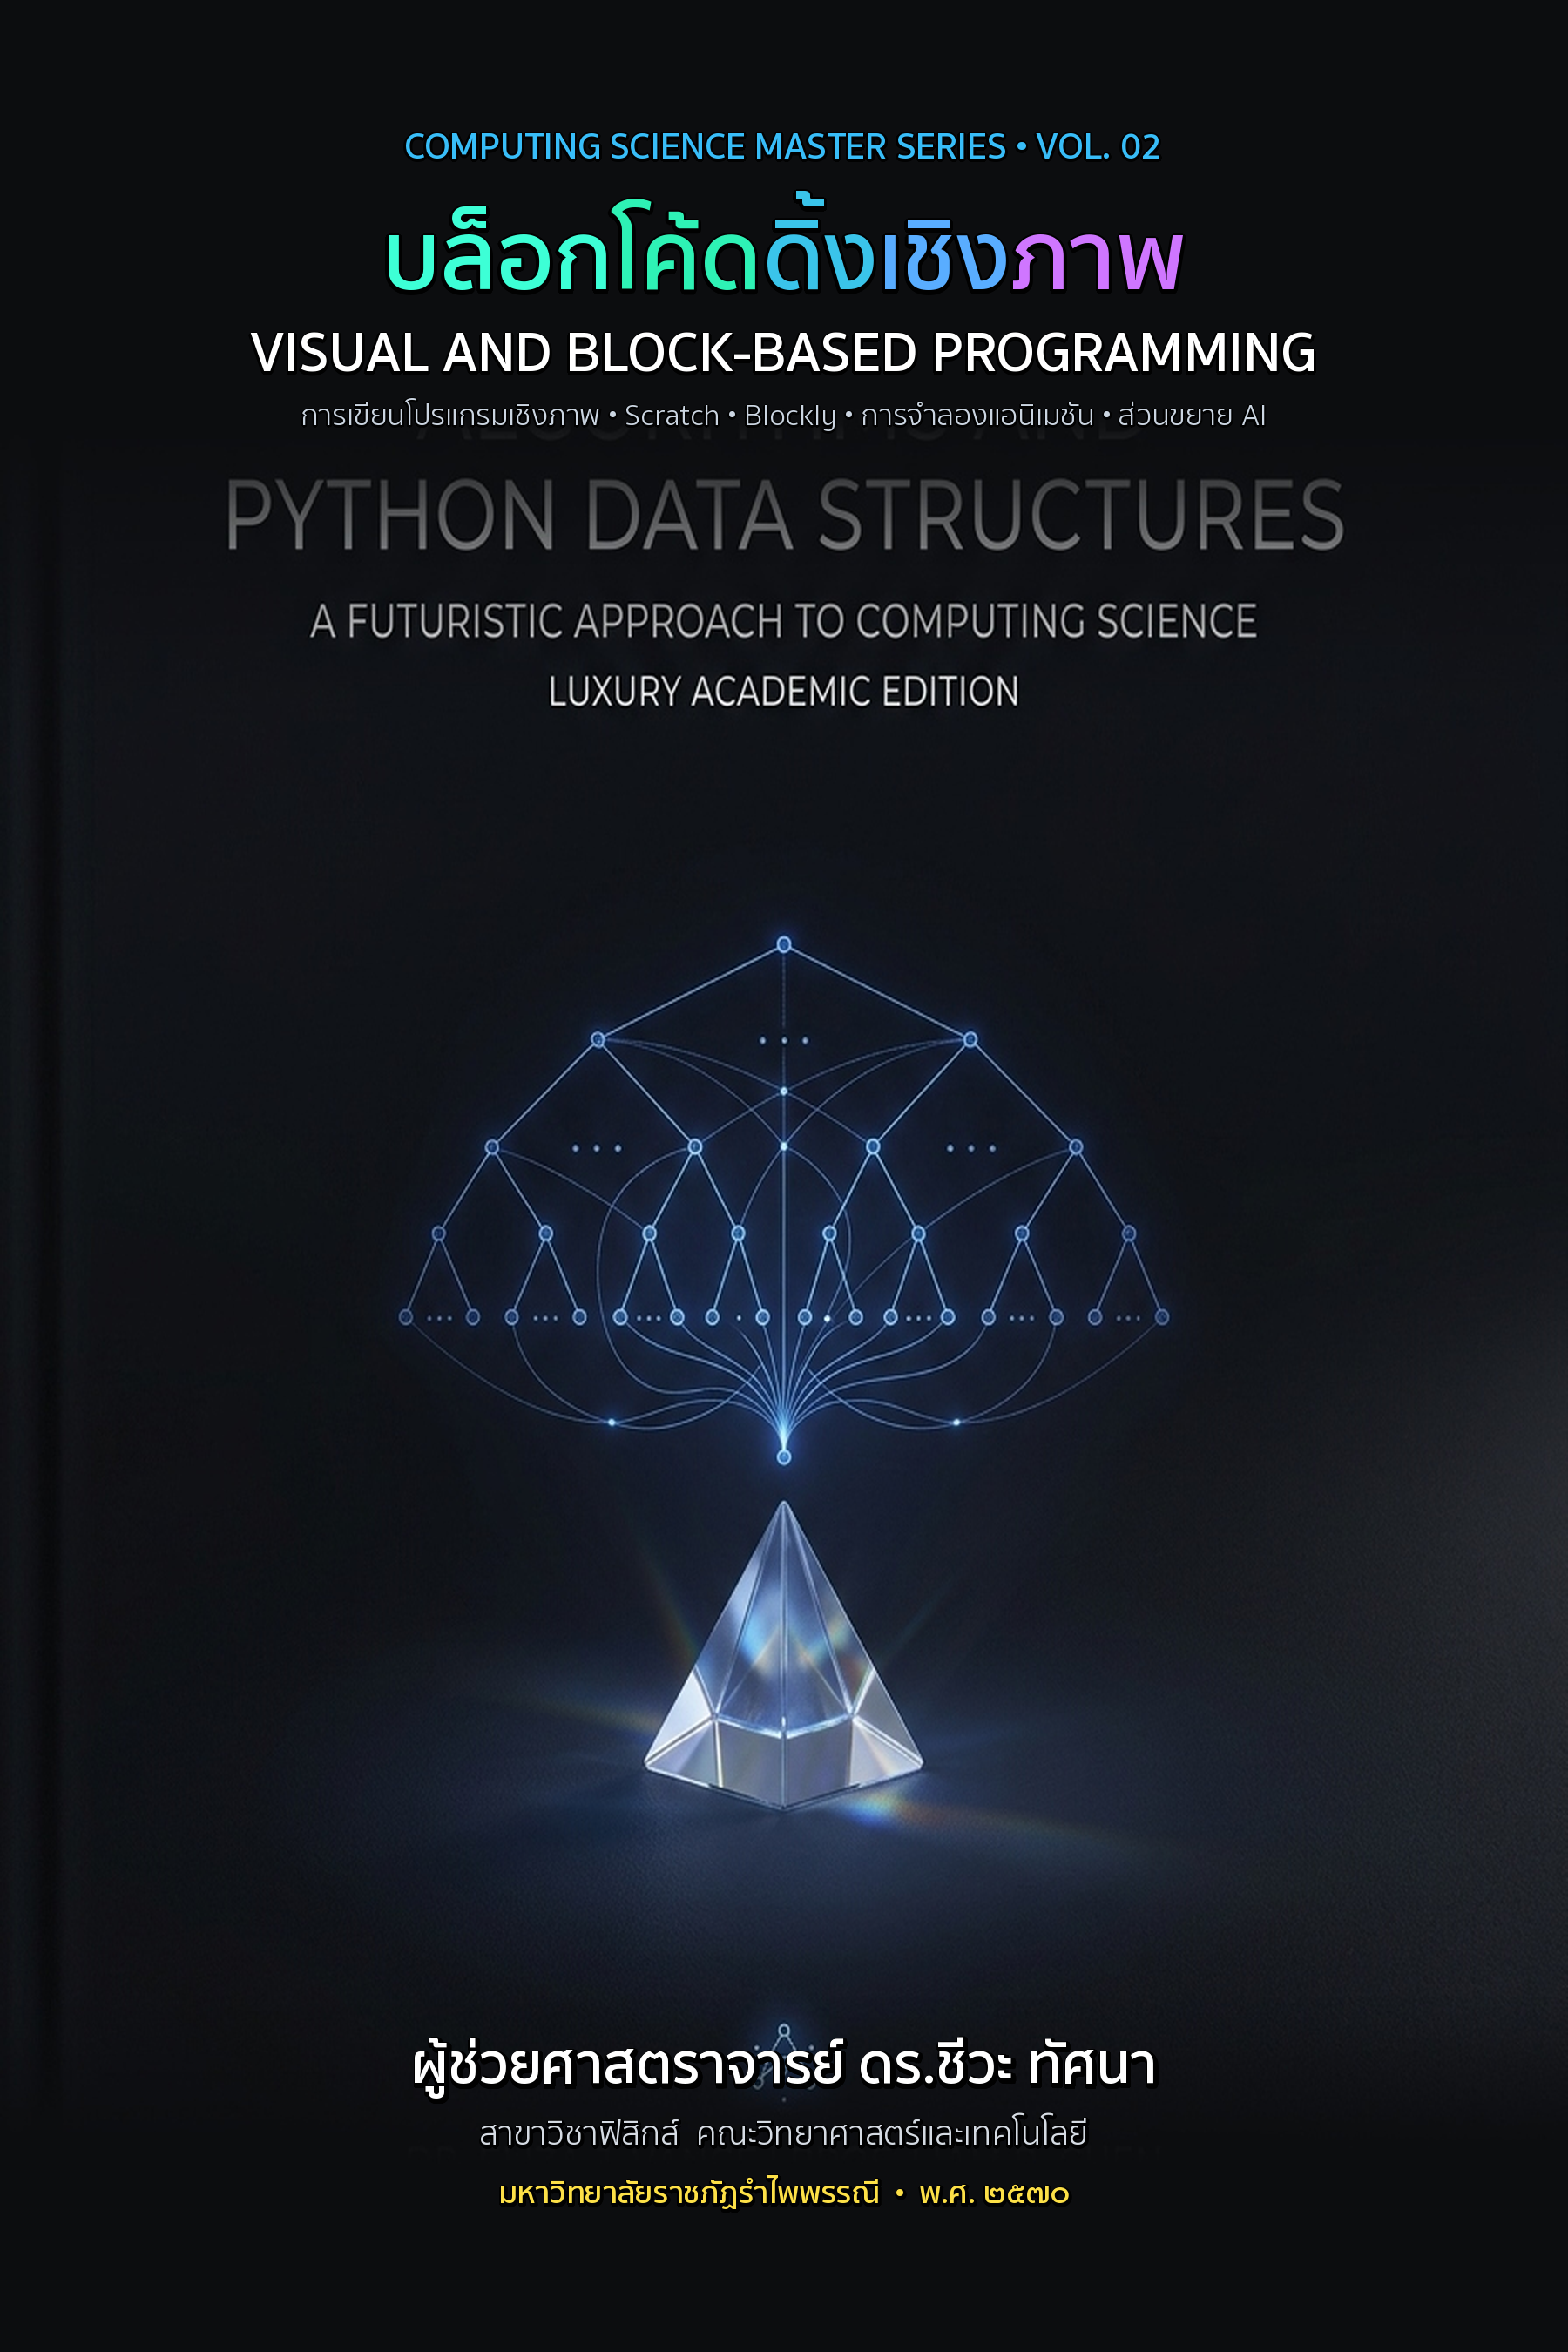 COMPUTING SCIENCE MASTER SERIES • VOL. 02
บล็อกโค้ดดิ้งเชิงภาพ
VISUAL AND BLOCK-BASED PROGRAMMING
การเขียนโปรแกรมเชิงภาพ • Scratch • Blockly • การจำลองแอนิเมชัน • ส่วนขยาย AI
PYTHON DATA STRUCTURES
A FUTURISTIC APPROACH TO COMPUTING SCIENCE
LUXURY ACADEMIC EDITION
ผู้ช่วยศาสตราจารย์ ดร.ชีวะ ทัศนา
สาขาวิชาฟิสิกส์ คณะวิทยาศาสตร์และเทคโนโลยี
มหาวิทยาลัยราชภัฏรำไพพรรณี • พ.ศ. ๒๕๗๐